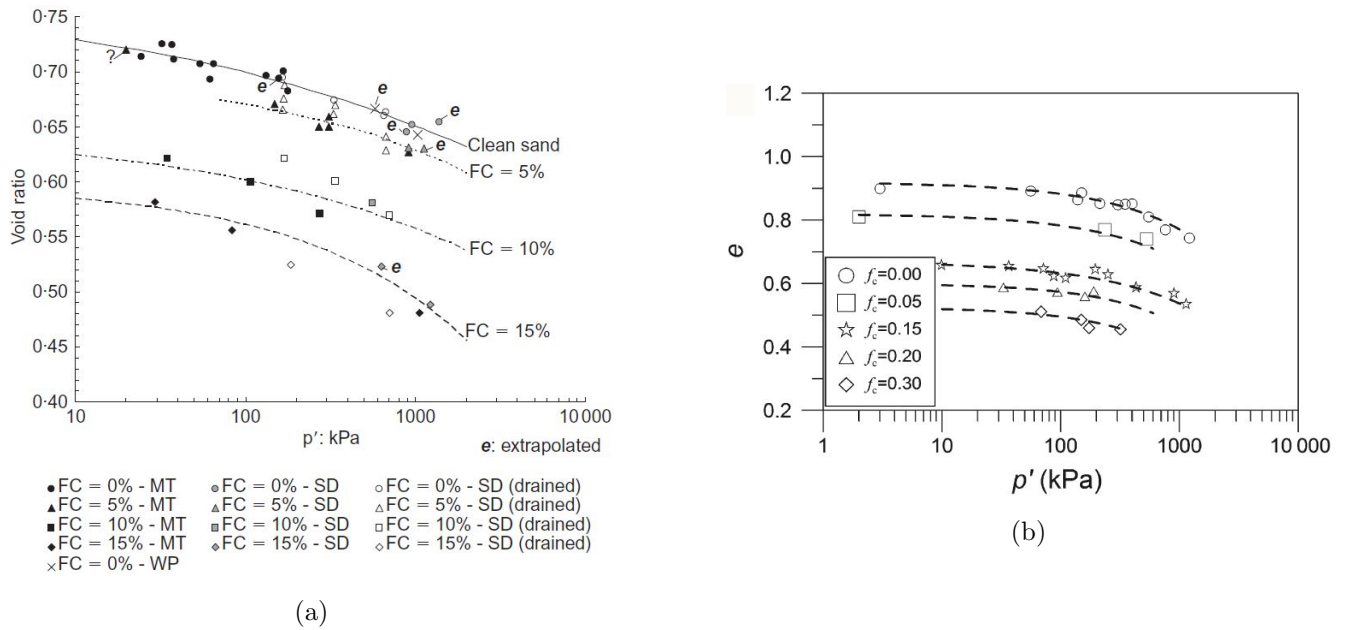 0·75
0·70
0·65
0·60
0·55
0·50
0·45
0·40
Void ratio
?
e
e
e
e
e
e
Clean sand
FC = 5%
FC = 10%
FC = 15%
10
100
1000
10 000
p′: kPa
e: extrapolated
FC = 0% - MT
FC = 0% - SD
FC = 0% - SD (drained)
FC = 5% - MT
FC = 5% - SD
FC = 5% - SD (drained)
FC = 10% - MT
FC = 10% - SD
FC = 10% - SD (drained)
FC = 15% - MT
FC = 15% - SD
FC = 15% - SD (drained)
FC = 0% - WP
(a)
1.2
1.0
0.8
0.6
0.4
0.2
e
fc=0.00
fc=0.05
fc=0.15
fc=0.20
fc=0.30
1
10
100
1000
10 000
p′ (kPa)
(b)